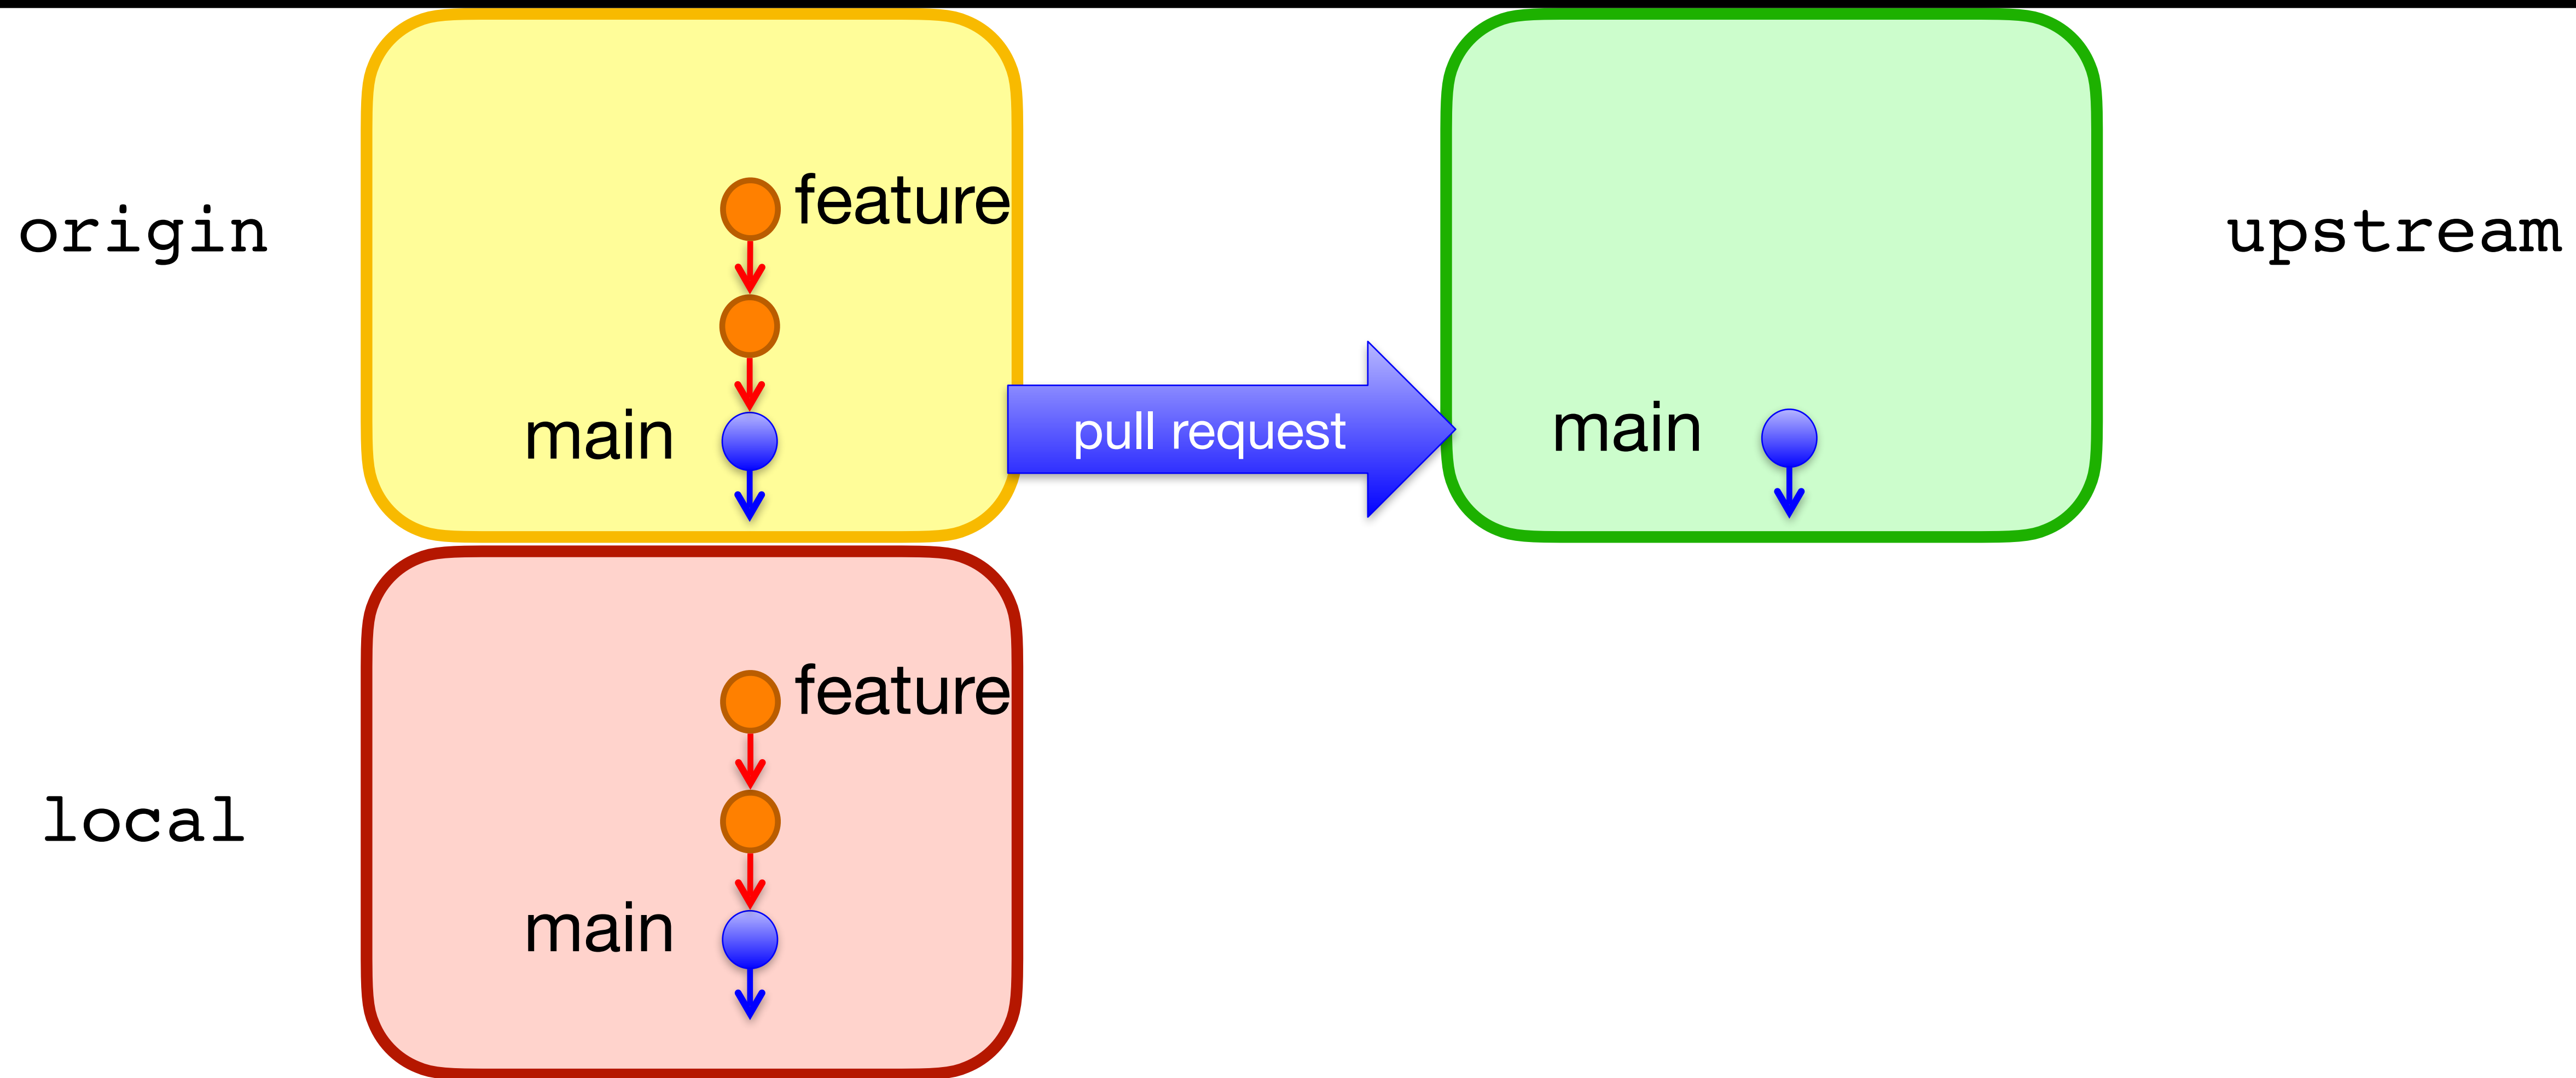 feature
origin
upstream
main
pull request
main
feature
local
main